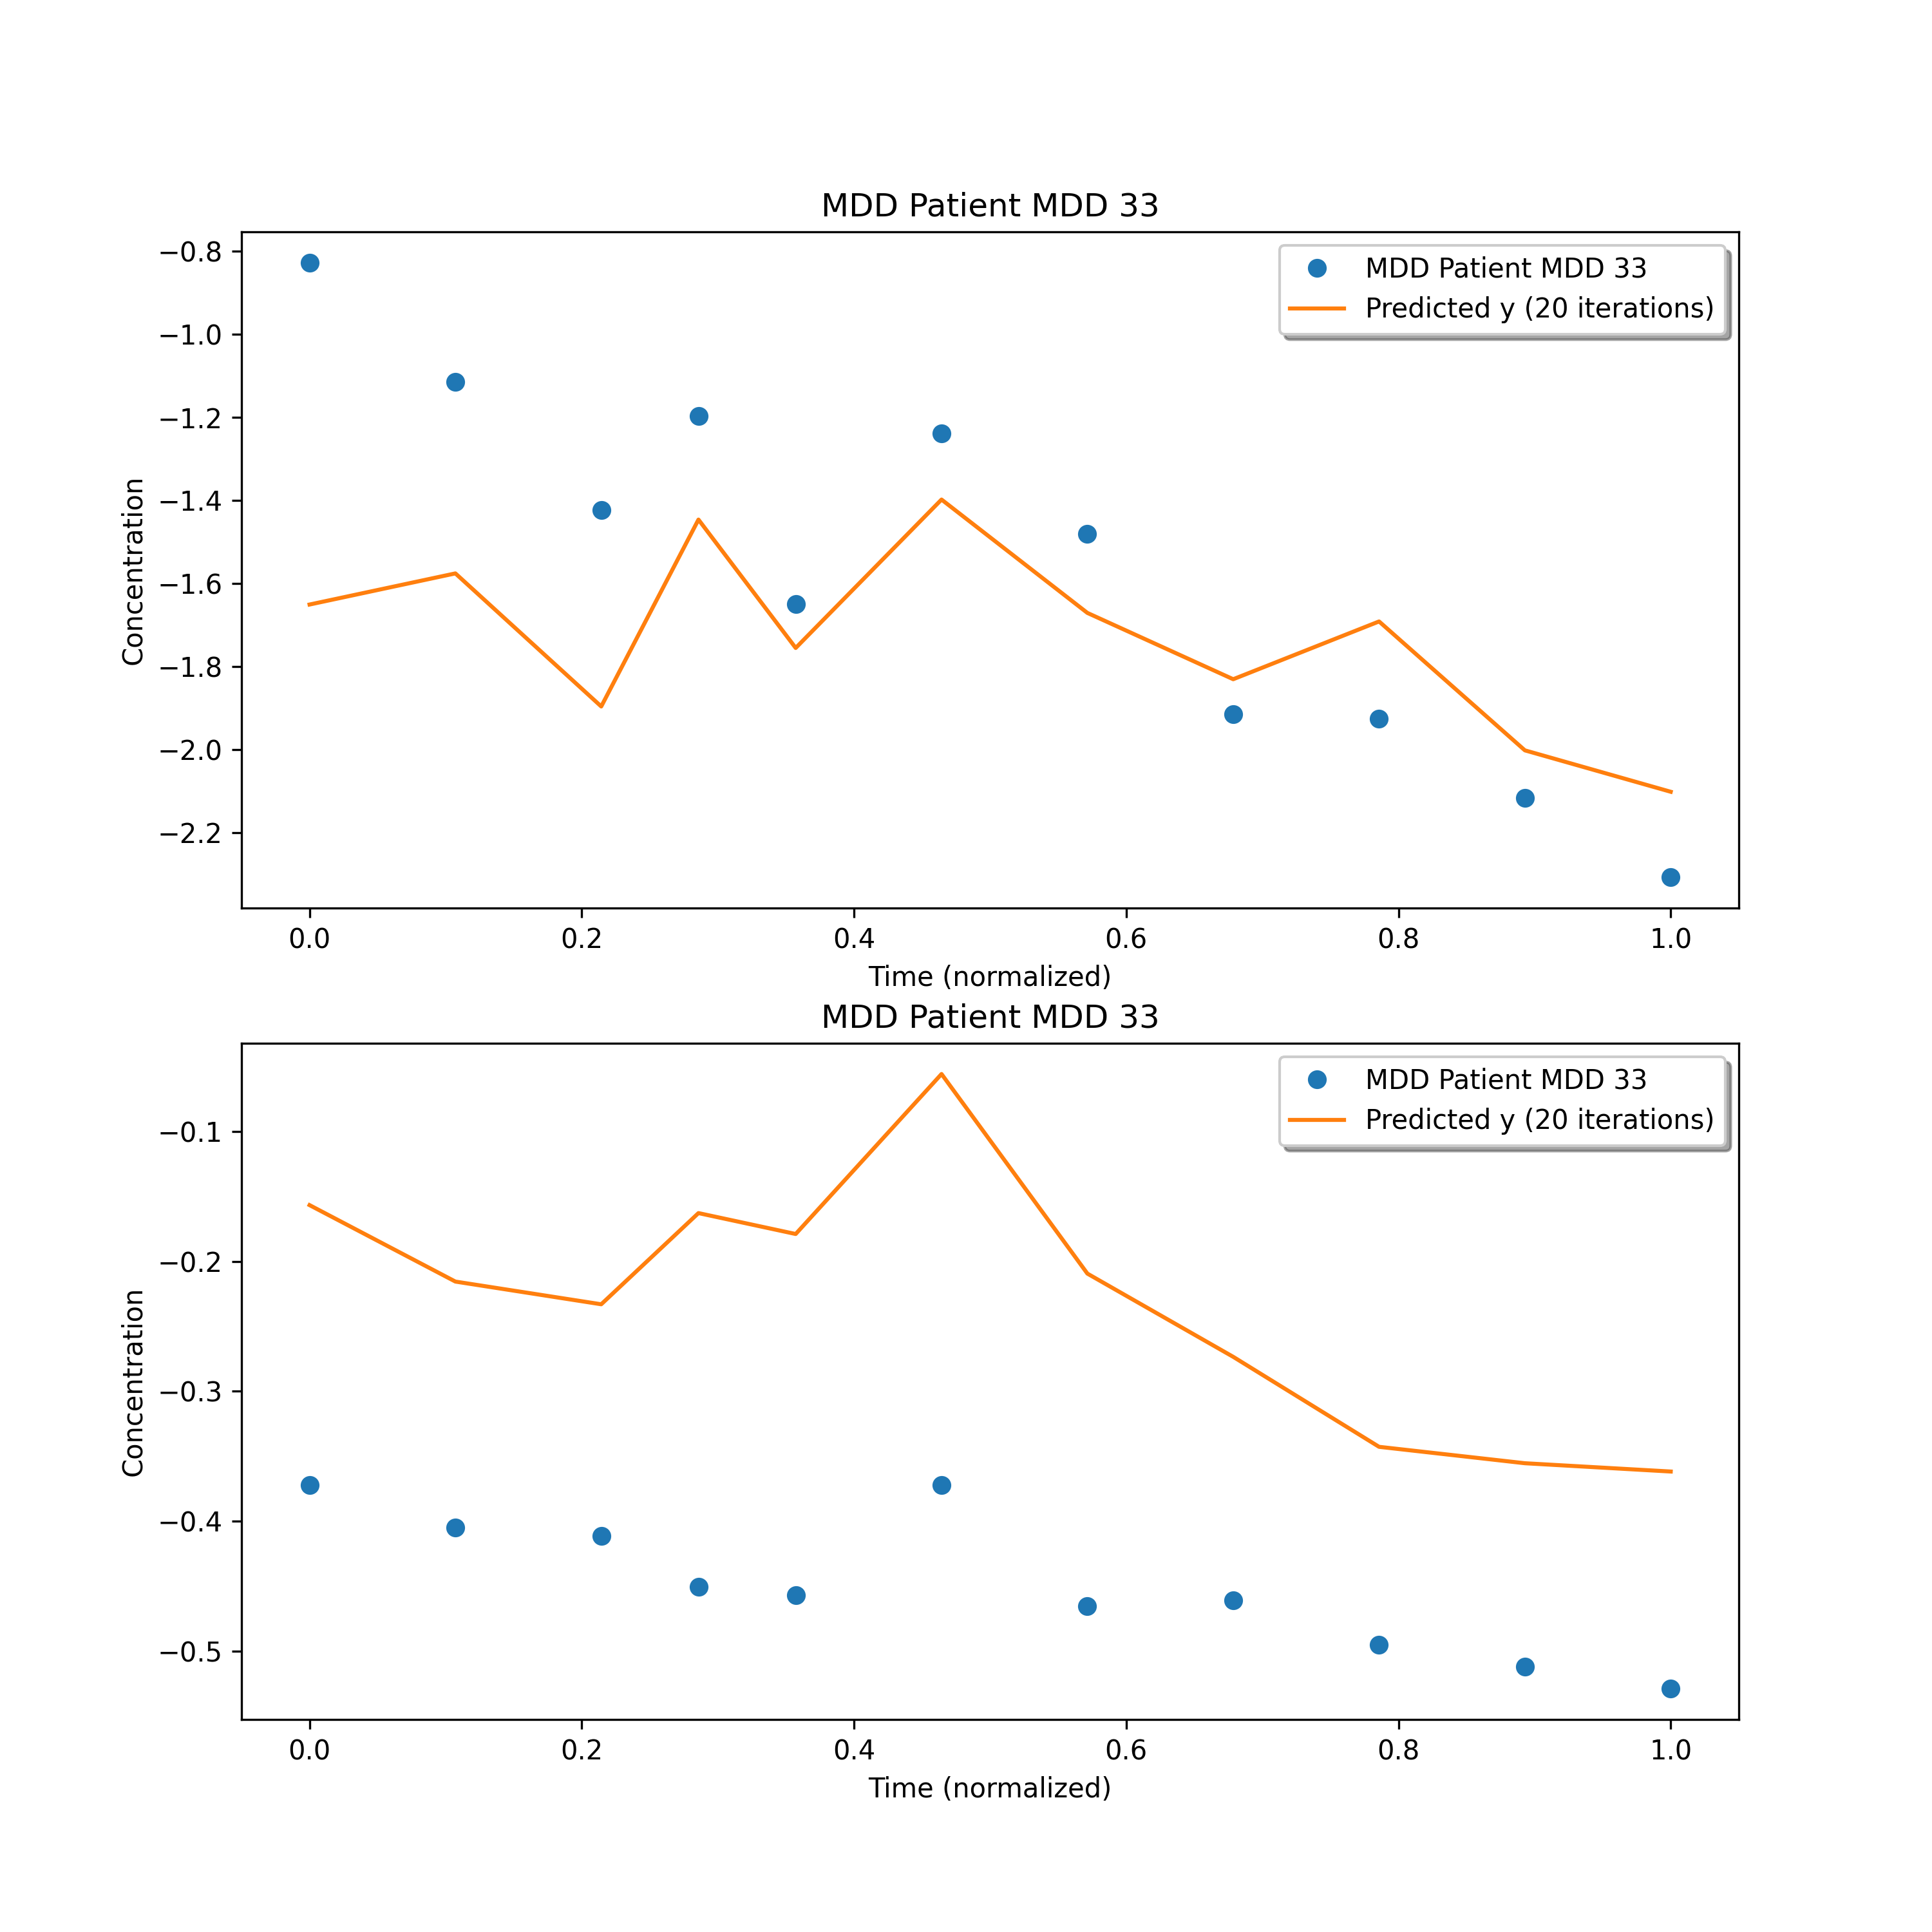 MDD Patient MDD 33
MDD Patient MDD 33
Predicted y (20 iterations)
Concentration
−0.8
−1.0
−1.2
−1.4
−1.6
−1.8
−2.0
−2.2
0.0 0.2 0.4 0.6 0.8 1.0
Time (normalized)
MDD Patient MDD 33
MDD Patient MDD 33
Predicted y (20 iterations)
Concentration
−0.1
−0.2
−0.3
−0.4
−0.5
0.0 0.2 0.4 0.6 0.8 1.0
Time (normalized)